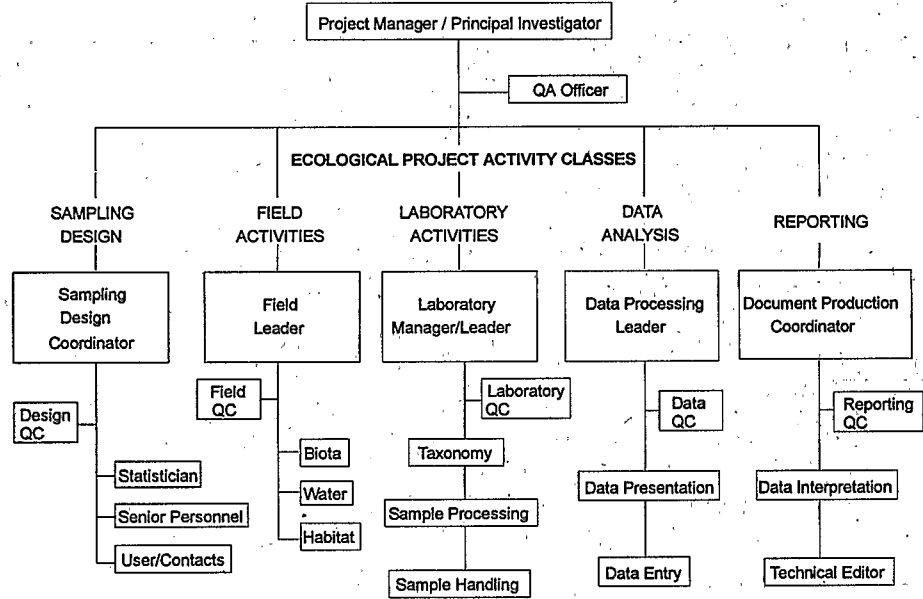 Project Manager / Principal Investigator
QA Officer
ECOLOGICAL PROJECT ACTIVITY CLASSES
SAMPLING
DESIGN
FIELD
ACTIVITIES
LABORATORY
ACTIVITIES
DATA
ANALYSIS
REPORTING
Sampling
Design
Coordinator
Field
Leader
Laboratory
Manager/Leader
Data Processing
Leader
Document Production
Coordinator
Design
QC
Field
QC
Laboratory
QC
Data
QC
Reporting
QC
Statistician
Senior Personnel
User/Contacts
Biota
Water
Habitat
Taxonomy
Sample Processing
Sample Handling
Data Presentation
Data Entry
Data Interpretation
Technical Editor